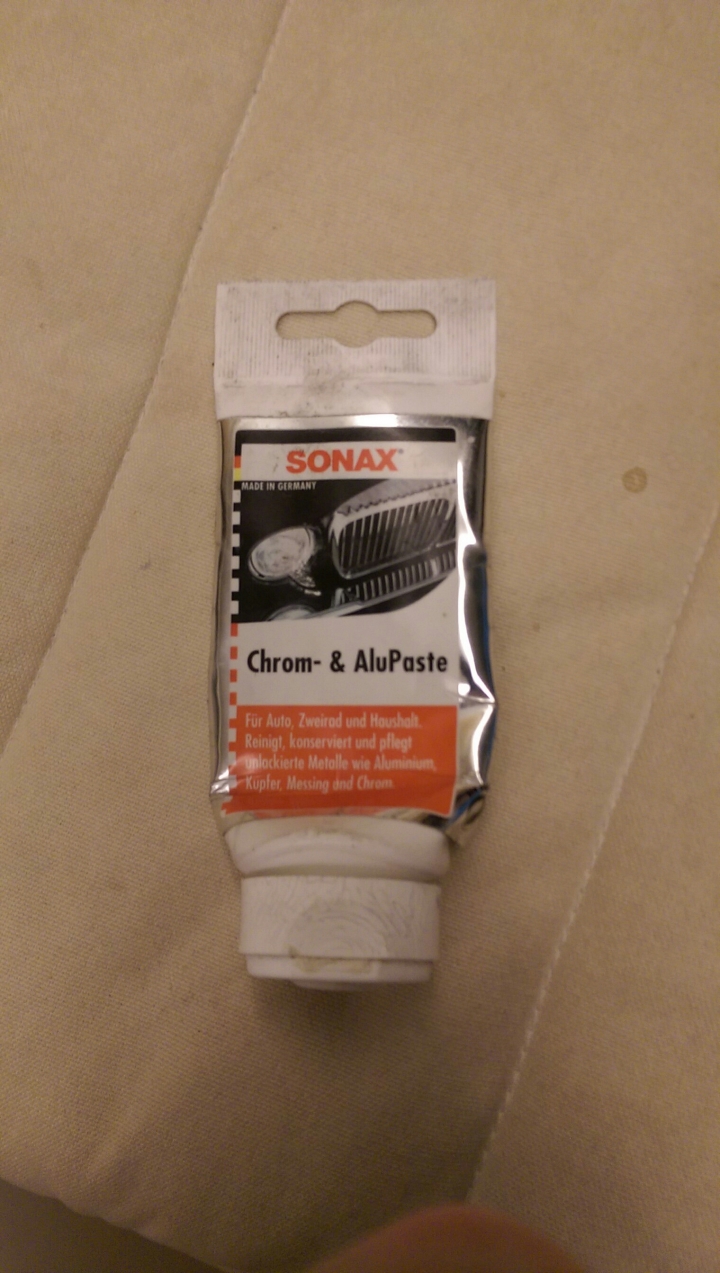 SONAX®
MADE IN GERMANY
Chrom- & AluPaste
Für Auto, Zweirad und Haushalt.
Reinigt, konserviert und pflegt
unlackierte Metalle wie Aluminium,
Kupfer, Messing und Chrom.